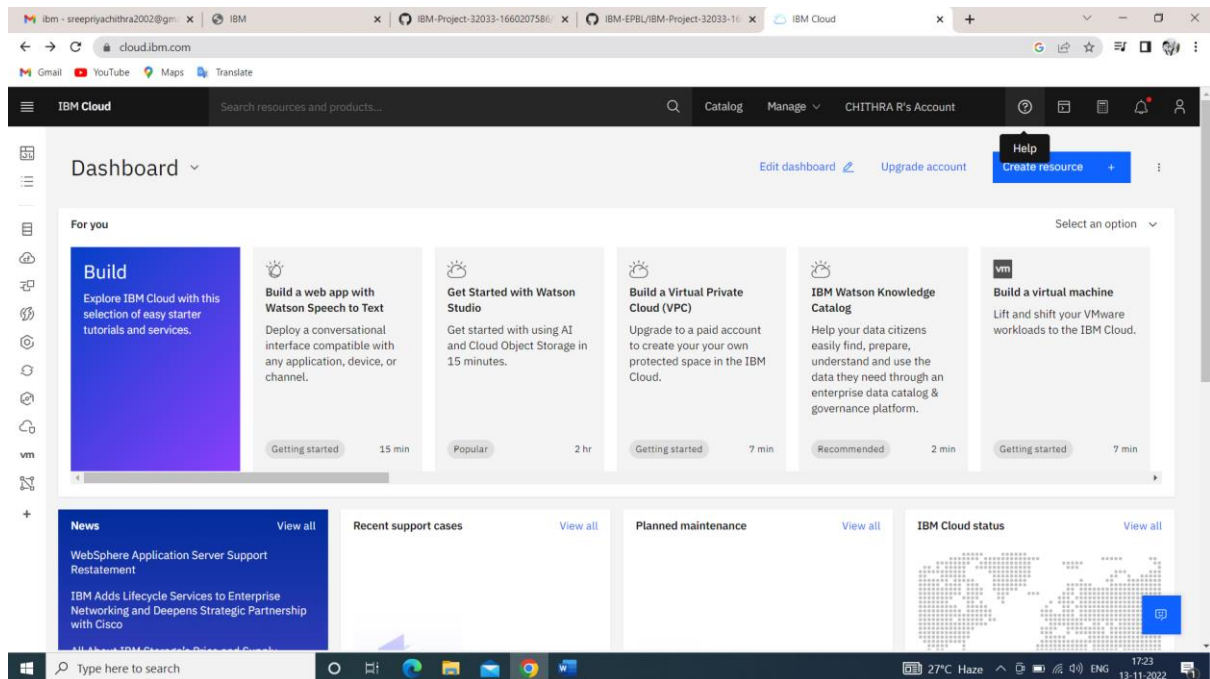 ibm - sreepriyachithra2002@gm
IBM
IBM-Project-32033-1660207586/
IBM-EPBL/IBM-Project-32033-16
IBM Cloud
cloud.ibm.com
Gmail YouTube Maps Translate
IBM Cloud
Search resources and products...
Catalog Manage CHITHRA R's Account
Help
Dashboard
Edit dashboard
Upgrade account
Create resource +
For you
Select an option
Build
Explore IBM Cloud with this
selection of easy starter
tutorials and services.
Build a web app with
Watson Speech to Text
Deploy a conversational
interface compatible with
any application, device, or
channel.
Getting started 15 min
Get Started with Watson
Studio
Get started with using AI
and Cloud Object Storage in
15 minutes.
Popular 2 hr
Build a Virtual Private
Cloud (VPC)
Upgrade to a paid account
to create your your own
protected space in the IBM
Cloud.
Getting started 7 min
IBM Watson Knowledge
Catalog
Help your data citizens
easily find, prepare,
understand and use the
data they need through an
enterprise data catalog &
governance platform.
Recommended 2 min
vm
Build a virtual machine
Lift and shift your VMware
workloads to the IBM Cloud.
Getting started 7 min
vm
News View all
WebSphere Application Server Support
Restatement
IBM Adds Lifecycle Services to Enterprise
Networking and Deepens Strategic Partnership
with Cisco
Recent support cases View all
Planned maintenance View all
IBM Cloud status View all
Type here to search
27°C Haze
ENG
17:23
13-11-2022